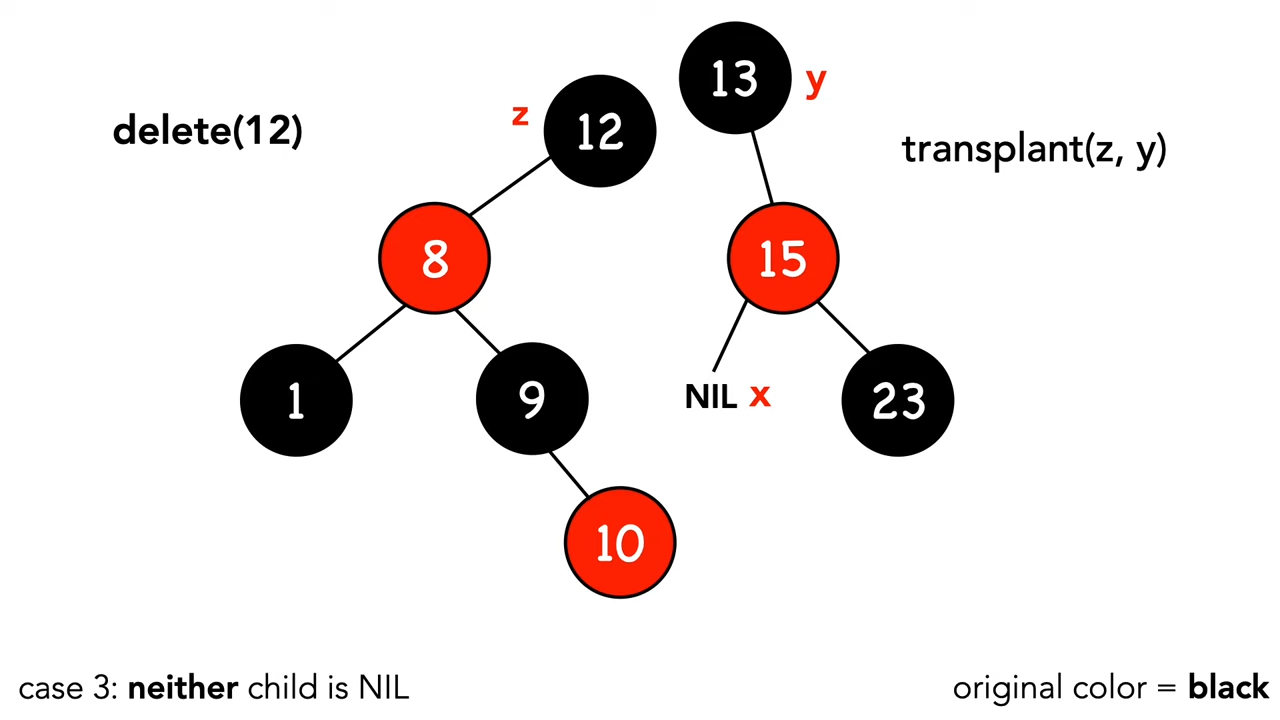 13 y
z 12
delete(12)
transplant(z, y)
8
15
1
9
NIL x
23
10
case 3: neither child is NIL
original color = black